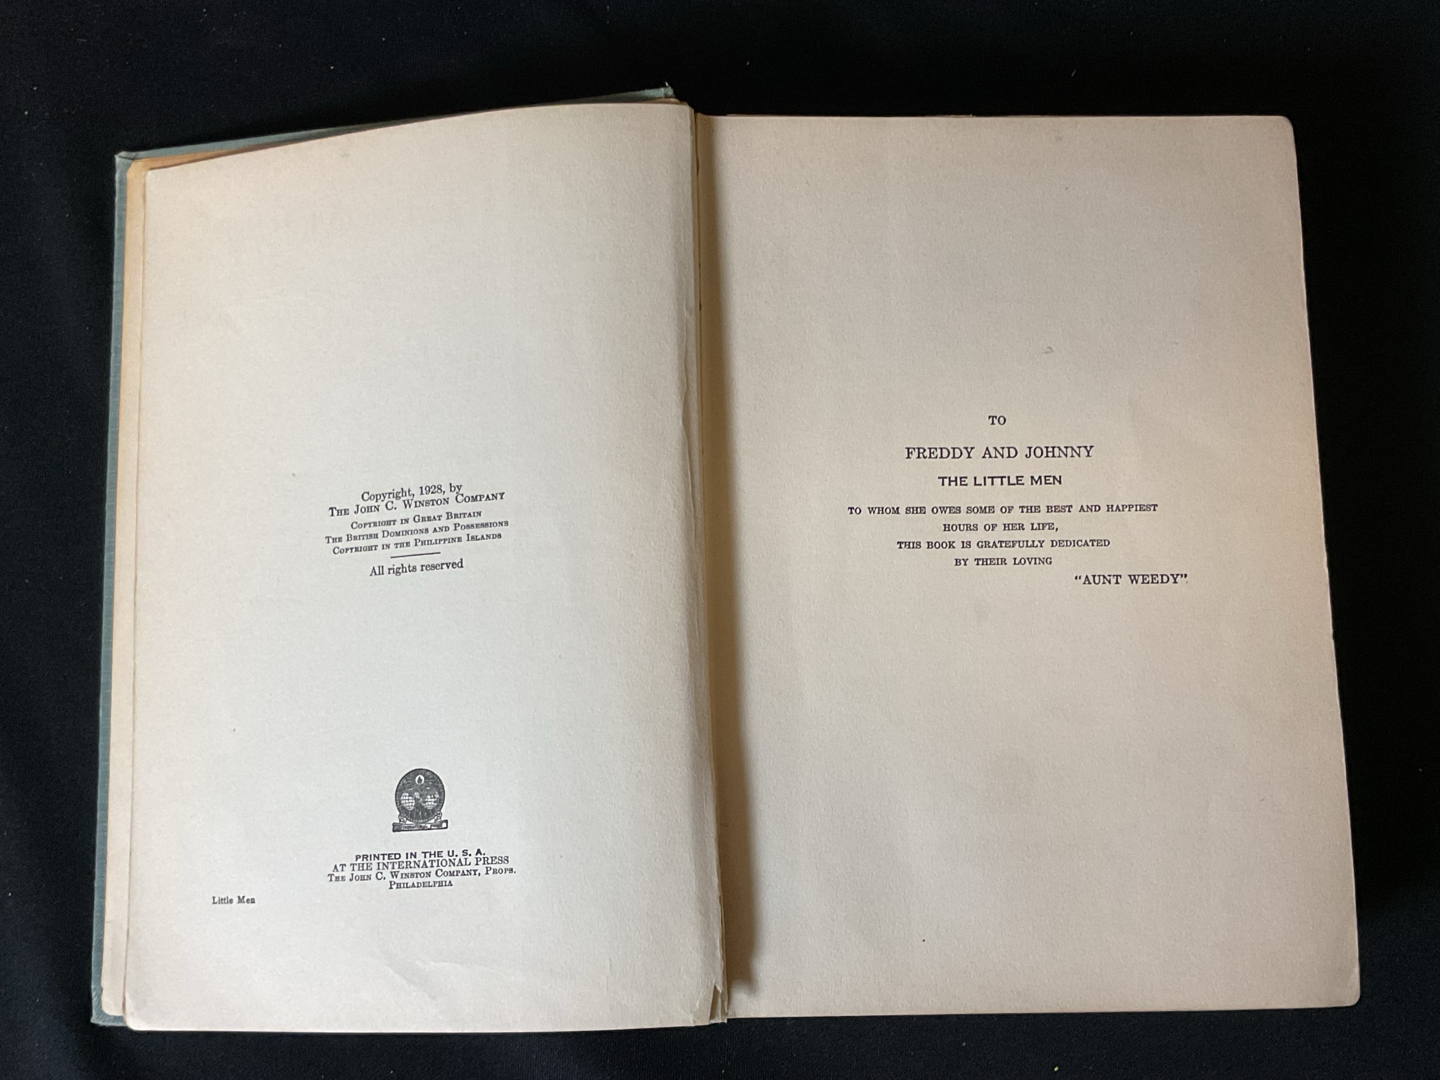 Copyright, 1928, by
THE JOHN C. WINSTON COMPANY
COPYRIGHT IN GREAT BRITAIN
THE BRITISH DOMINIONS AND POSSESSIONS
COPYRIGHT IN THE PHILIPPINE ISLANDS
All rights reserved
PRINTED IN THE U. S. A.
AT THE INTERNATIONAL PRESS
THE JOHN C. WINSTON COMPANY, PROPS.
PHILADELPHIA
Little Men
TO
FREDDY AND JOHNNY
THE LITTLE MEN
TO WHOM SHE OWES SOME OF THE BEST AND HAPPIEST
HOURS OF HER LIFE,
THIS BOOK IS GRATEFULLY DEDICATED
BY THEIR LOVING
“AUNT WEEDY”.